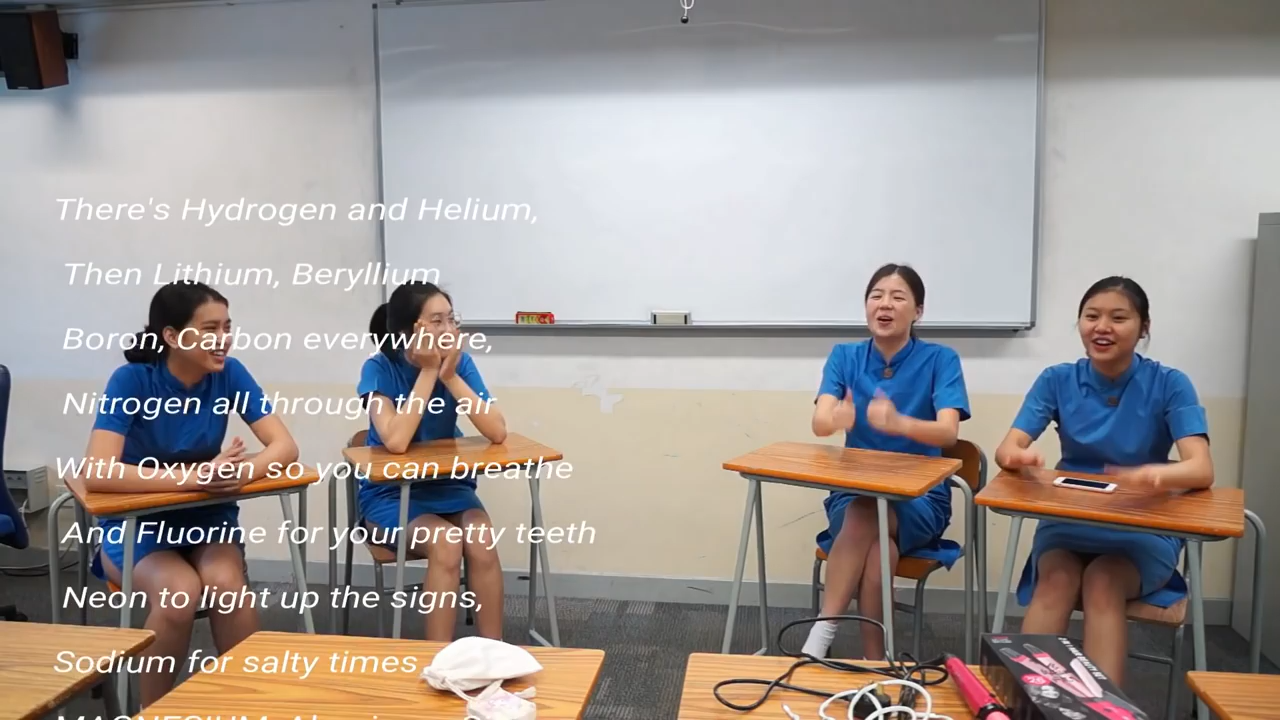 There's Hydrogen and Helium,
Then Lithium, Beryllium
Boron, Carbon everywhere,
Nitrogen all through the air
With Oxygen so you can breathe
And Fluorine for your pretty teeth
Neon to light up the signs,
Sodium for salty times